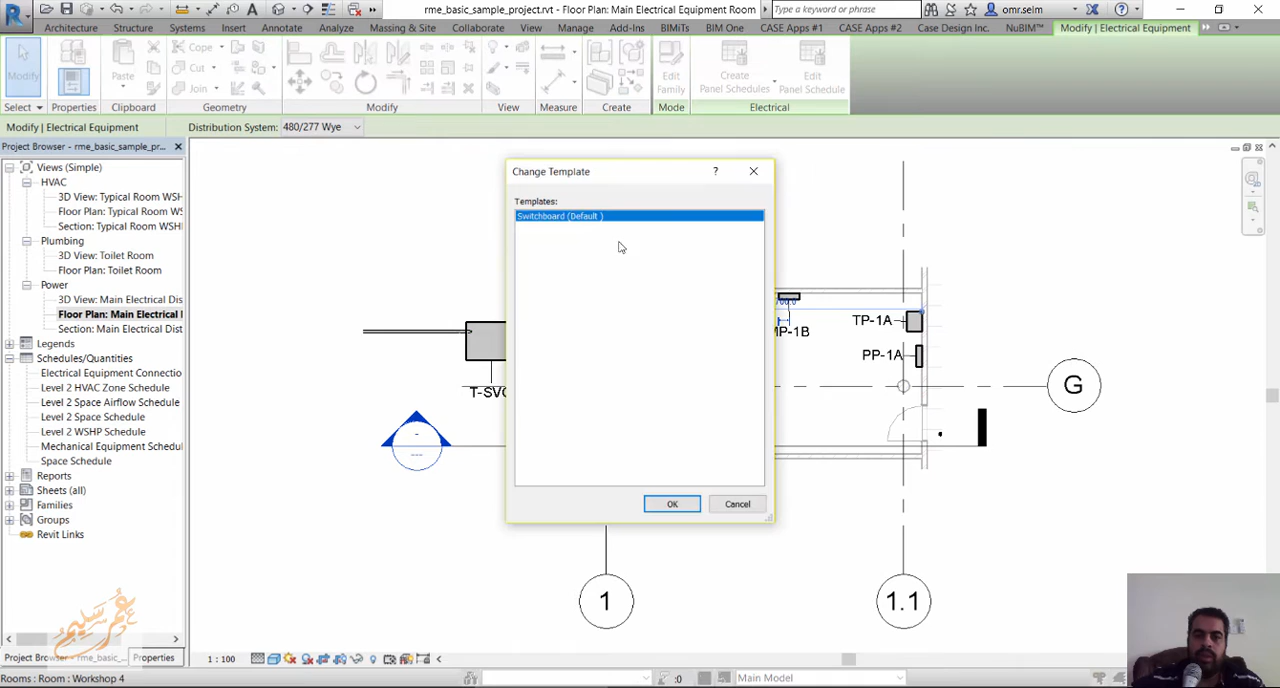 rme_basic_sample_project.rvt - Floor Plan: Main Electrical Equipment Room
Type a keyword or phrase
omr.selm
Architecture Structure Systems Insert Annotate Analyze Massing & Site Collaborate View Manage Add-Ins BIMiTs BIM One CASE Apps #1 CASE Apps #2 Case Design Inc. NuBIM™ Modify | Electrical Equipment
Modify
Paste
Cope
Cut
Join
Edit Family
Create Panel Schedules
Edit Panel Schedule
Select Properties Clipboard Geometry Modify View Measure Create Mode Electrical
Modify | Electrical Equipment
Distribution System: 480/277 Wye
Project Browser - rme_basic_sample_pr...
Views (Simple)
HVAC
3D View: Typical Room WSH
Floor Plan: Typical Room WS
Section: Typical Room WSH
Plumbing
3D View: Toilet Room
Floor Plan: Toilet Room
Power
3D View: Main Electrical Dis
Floor Plan: Main Electrical
Section: Main Electrical Dist
Legends
Schedules/Quantities
Electrical Equipment Connectio
Level 2 HVAC Zone Schedule
Level 2 Space Airflow Schedule
Level 2 Space Schedule
Level 2 WSHP Schedule
Mechanical Equipment Schedu
Space Schedule
Reports
Sheets (all)
Families
Groups
Revit Links
عمر سليم
Project Browser - rme_basic_...
Properties
Change Template
?
Templates:
Switchboard (Default )
OK
Cancel
T-SVC
MP-1B
TP-1A
PP-1A
G
1
1.1
1 : 100
Rooms : Room : Workshop 4
:0
Main Model